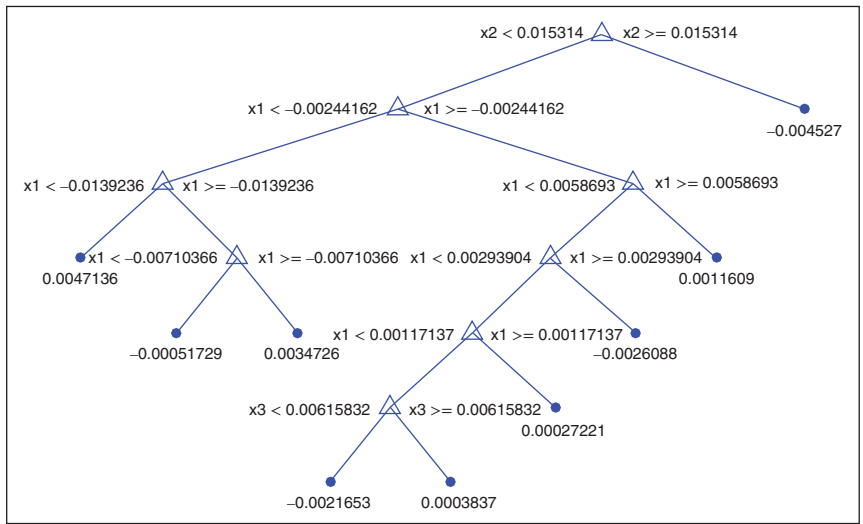 x2 < 0.015314 x2 >= 0.015314
x1 < –0.00244162 x1 >= –0.00244162
–0.004527
x1 < –0.0139236 x1 >= –0.0139236 x1 < 0.0058693 x1 >= 0.0058693
x1 < –0.00710366 x1 >= –0.00710366 x1 < 0.00293904 x1 >= 0.00293904
0.0047136 0.0011609
x1 < 0.00117137 x1 >= 0.00117137
–0.00051729 0.0034726 –0.0026088
x3 < 0.00615832 x3 >= 0.00615832
0.00027221
–0.0021653 0.0003837